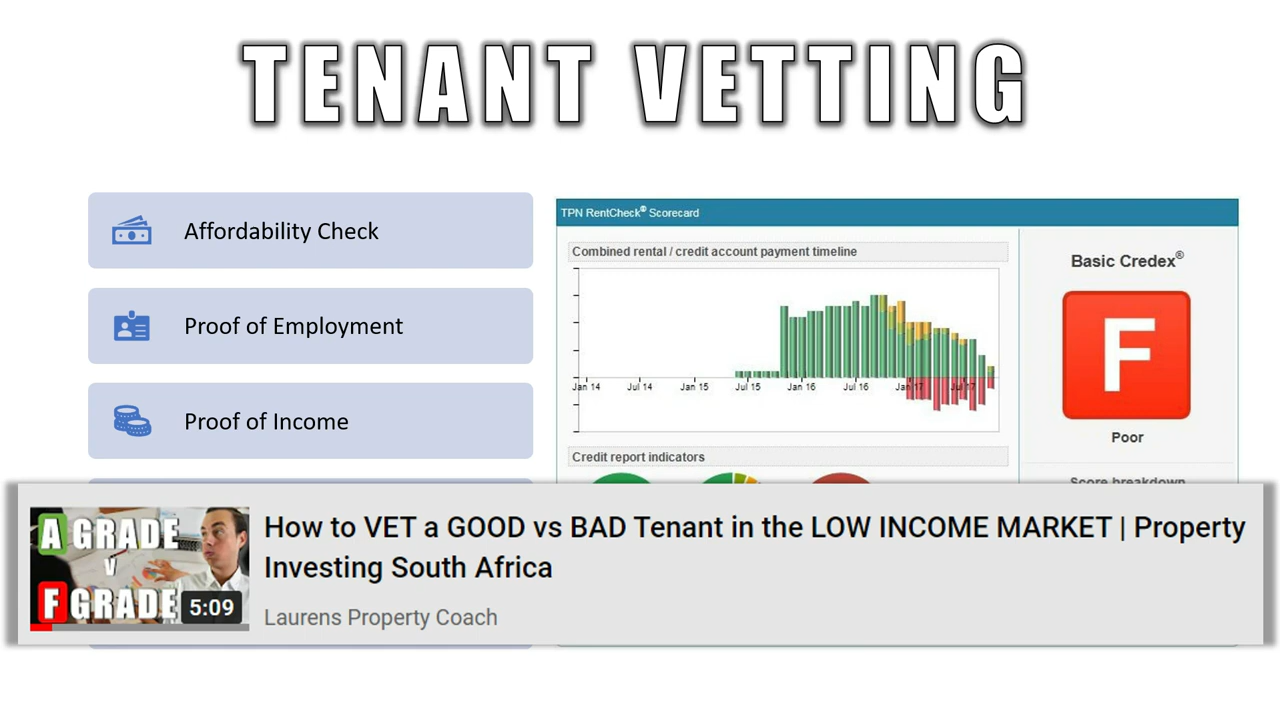 TENANT VETTING
Affordability Check
Proof of Employment
Proof of Income
TPN RentCheck® Scorecard
Combined rental / credit account payment timeline
Jan 14 Jul 14 Jan 15 Jul 15 Jan 16 Jul 16 Jan 17 Jul 17
Credit report indicators
Basic Credex®
F
Poor
Score breakdown
A GRADE
V
F GRADE
5:09
How to VET a GOOD vs BAD Tenant in the LOW INCOME MARKET | Property
Investing South Africa
Laurens Property Coach